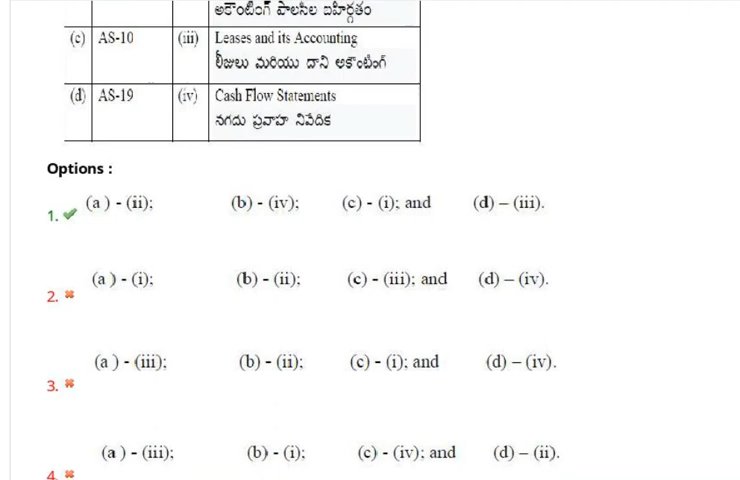 అకౌంటింగ్ పాలసీల బహిర్గతం
(c) AS-10 (iii) Leases and its Accounting
లీజులు మరియు దాని అకౌంటింగ్
(d) AS-19 (iv) Cash Flow Statements
నగదు ప్రవాహ నివేదిక
Options :
1. (a ) - (ii); (b) - (iv); (c) - (i); and (d) – (iii).
2. (a ) - (i); (b) - (ii); (c) - (iii); and (d) – (iv).
3. (a ) - (iii); (b) - (ii); (c) - (i); and (d) – (iv).
4. (a ) - (iii); (b) - (i); (c) - (iv); and (d) – (ii).